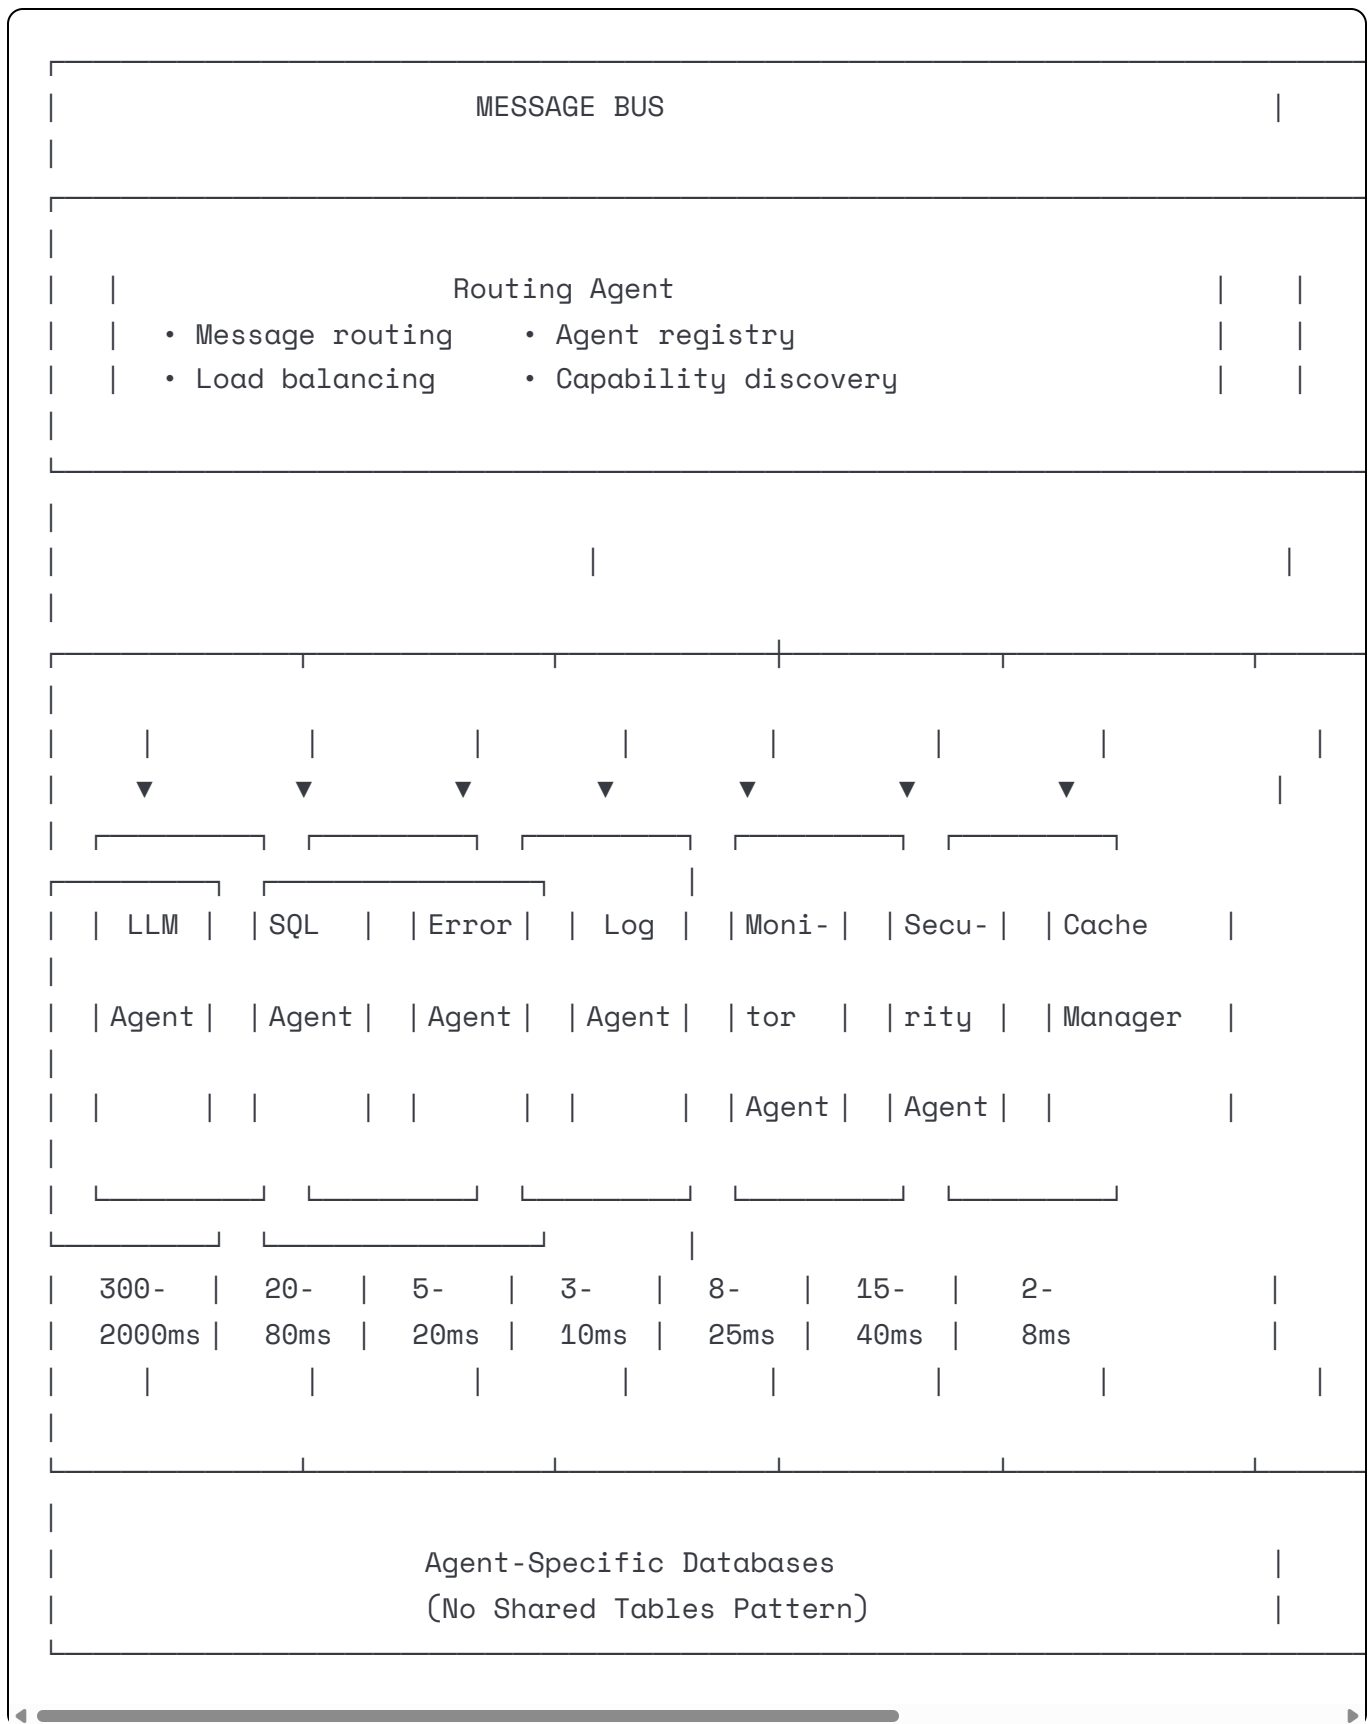 MESSAGE BUS
Routing Agent
• Message routing • Agent registry
• Load balancing • Capability discovery
LLM SQL Error Log Moni- Secu- Cache
Agent Agent Agent Agent tor rity Manager
Agent Agent
300- 20- 5- 3- 8- 15- 2-
2000ms 80ms 20ms 10ms 25ms 40ms 8ms
Agent-Specific Databases
(No Shared Tables Pattern)